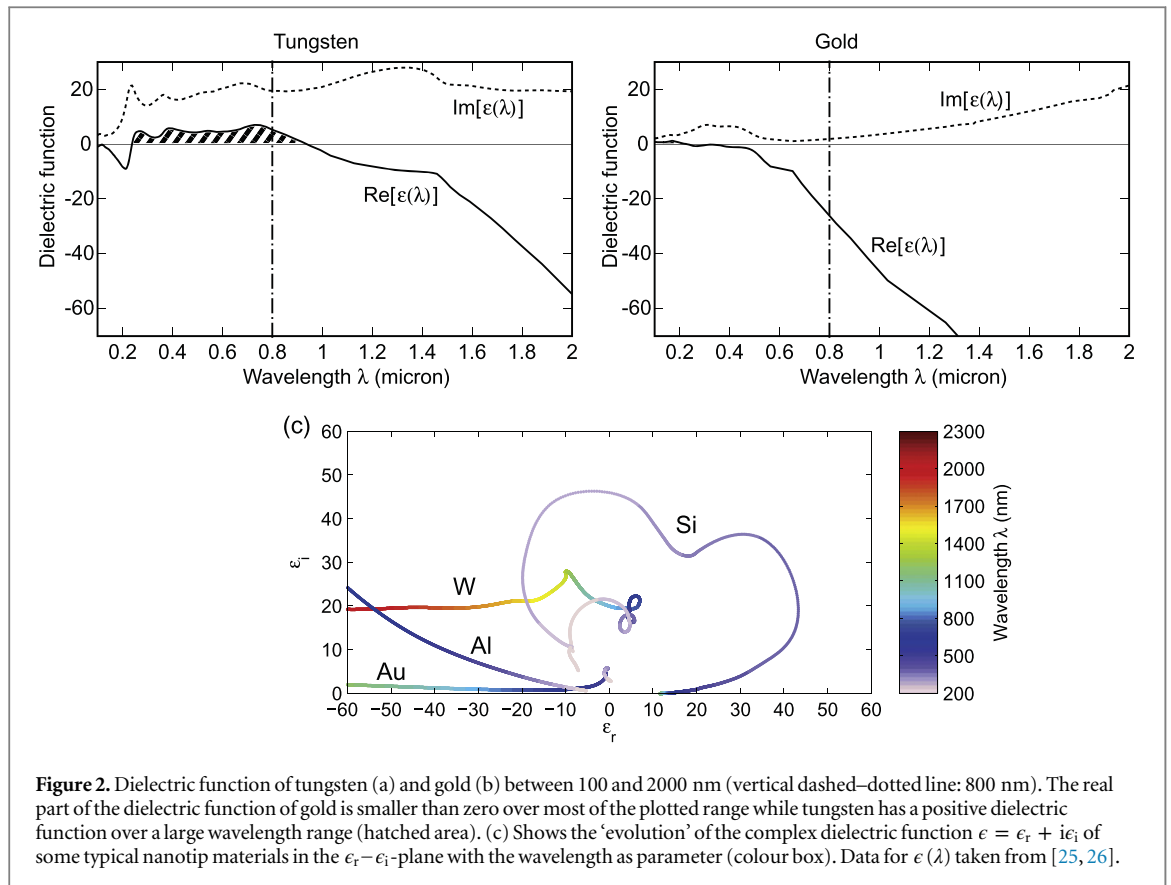 Tungsten
Gold
20
0
-20
-40
-60
Dielectric function
Im[ε(λ)]
Re[ε(λ)]
0.2 0.4 0.6 0.8 1 1.2 1.4 1.6 1.8 2
Wavelength λ (micron)
20
0
-20
-40
-60
Dielectric function
Im[ε(λ)]
Re[ε(λ)]
0.2 0.4 0.6 0.8 1 1.2 1.4 1.6 1.8 2
Wavelength λ (micron)
(c)
60
50
40
30
20
10
0
εi
W
Al
Au
Si
−60 −50 −40 −30 −20 −10 0 10 20 30 40 50 60
εr
2300
2000
1700
1400
1100
800
500
200
Wavelength λ (nm)
Figure 2. Dielectric function of tungsten (a) and gold (b) between 100 and 2000 nm (vertical dashed–dotted line: 800 nm). The real
part of the dielectric function of gold is smaller than zero over most of the plotted range while tungsten has a positive dielectric
function over a large wavelength range (hatched area). (c) Shows the ‘evolution’ of the complex dielectric function ϵ = ϵr + iϵi of
some typical nanotip materials in the ϵr–ϵi-plane with the wavelength as parameter (colour box). Data for ϵ (λ) taken from [25, 26].